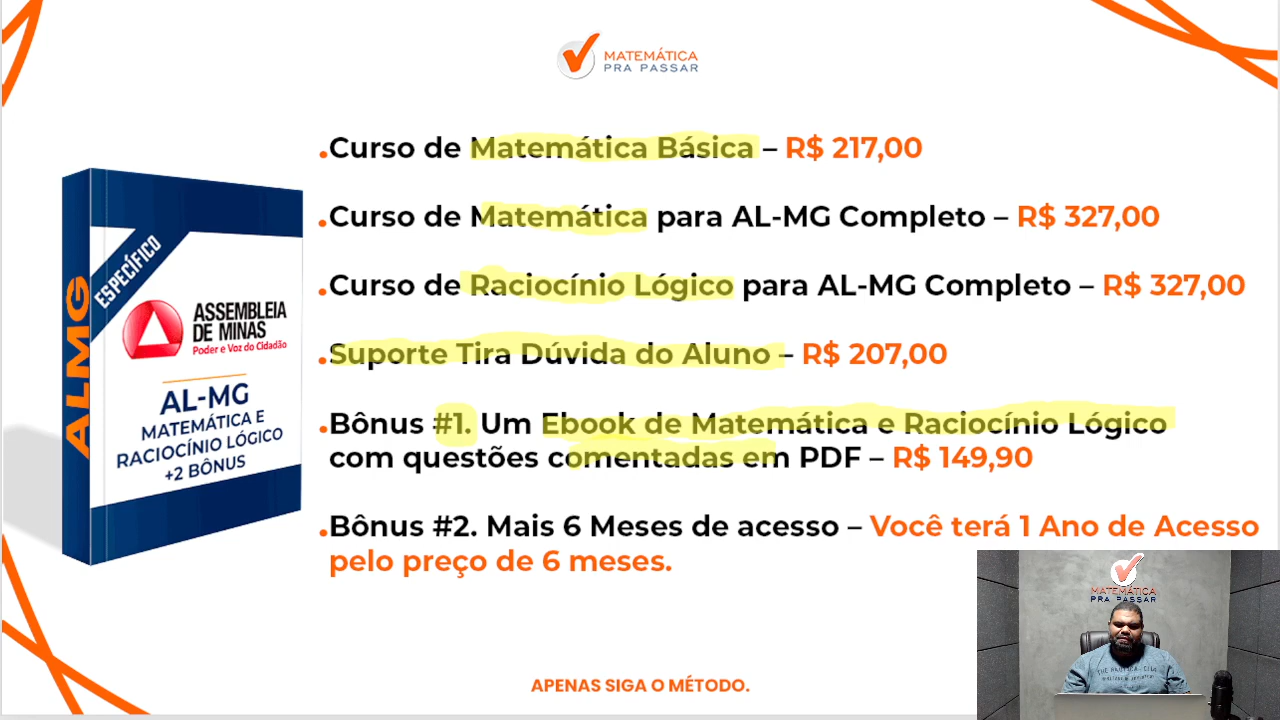 MATEMÁTICA
PRA PASSAR
.Curso de Matemática Básica – R$ 217,00
.Curso de Matemática para AL-MG Completo – R$ 327,00
.Curso de Raciocínio Lógico para AL-MG Completo – R$ 327,00
.Suporte Tira Dúvida do Aluno – R$ 207,00
.Bônus #1. Um Ebook de Matemática e Raciocínio Lógico
com questões comentadas em PDF – R$ 149,90
.Bônus #2. Mais 6 Meses de acesso – Você terá 1 Ano de Acesso
pelo preço de 6 meses.
ALMG
ESPECÍFICO
ASSEMBLEIA
DE MINAS
Poder e Voz do Cidadão
AL-MG
MATEMÁTICA E
RACIOCÍNIO LÓGICO
+2 BÔNUS
MATEMÁTICA
PRA PASSAR
APENAS SIGA O MÉTODO.